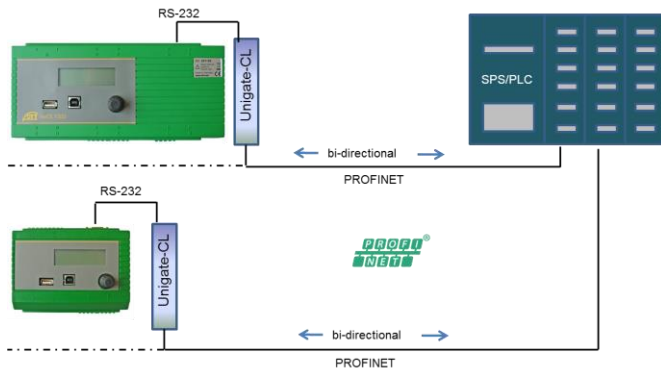 RS-232
Unigate-CL
SPS/PLC
bi-directional
PROFINET
RS-232
Unigate-CL
PROFI
NET
®
bi-directional
PROFINET